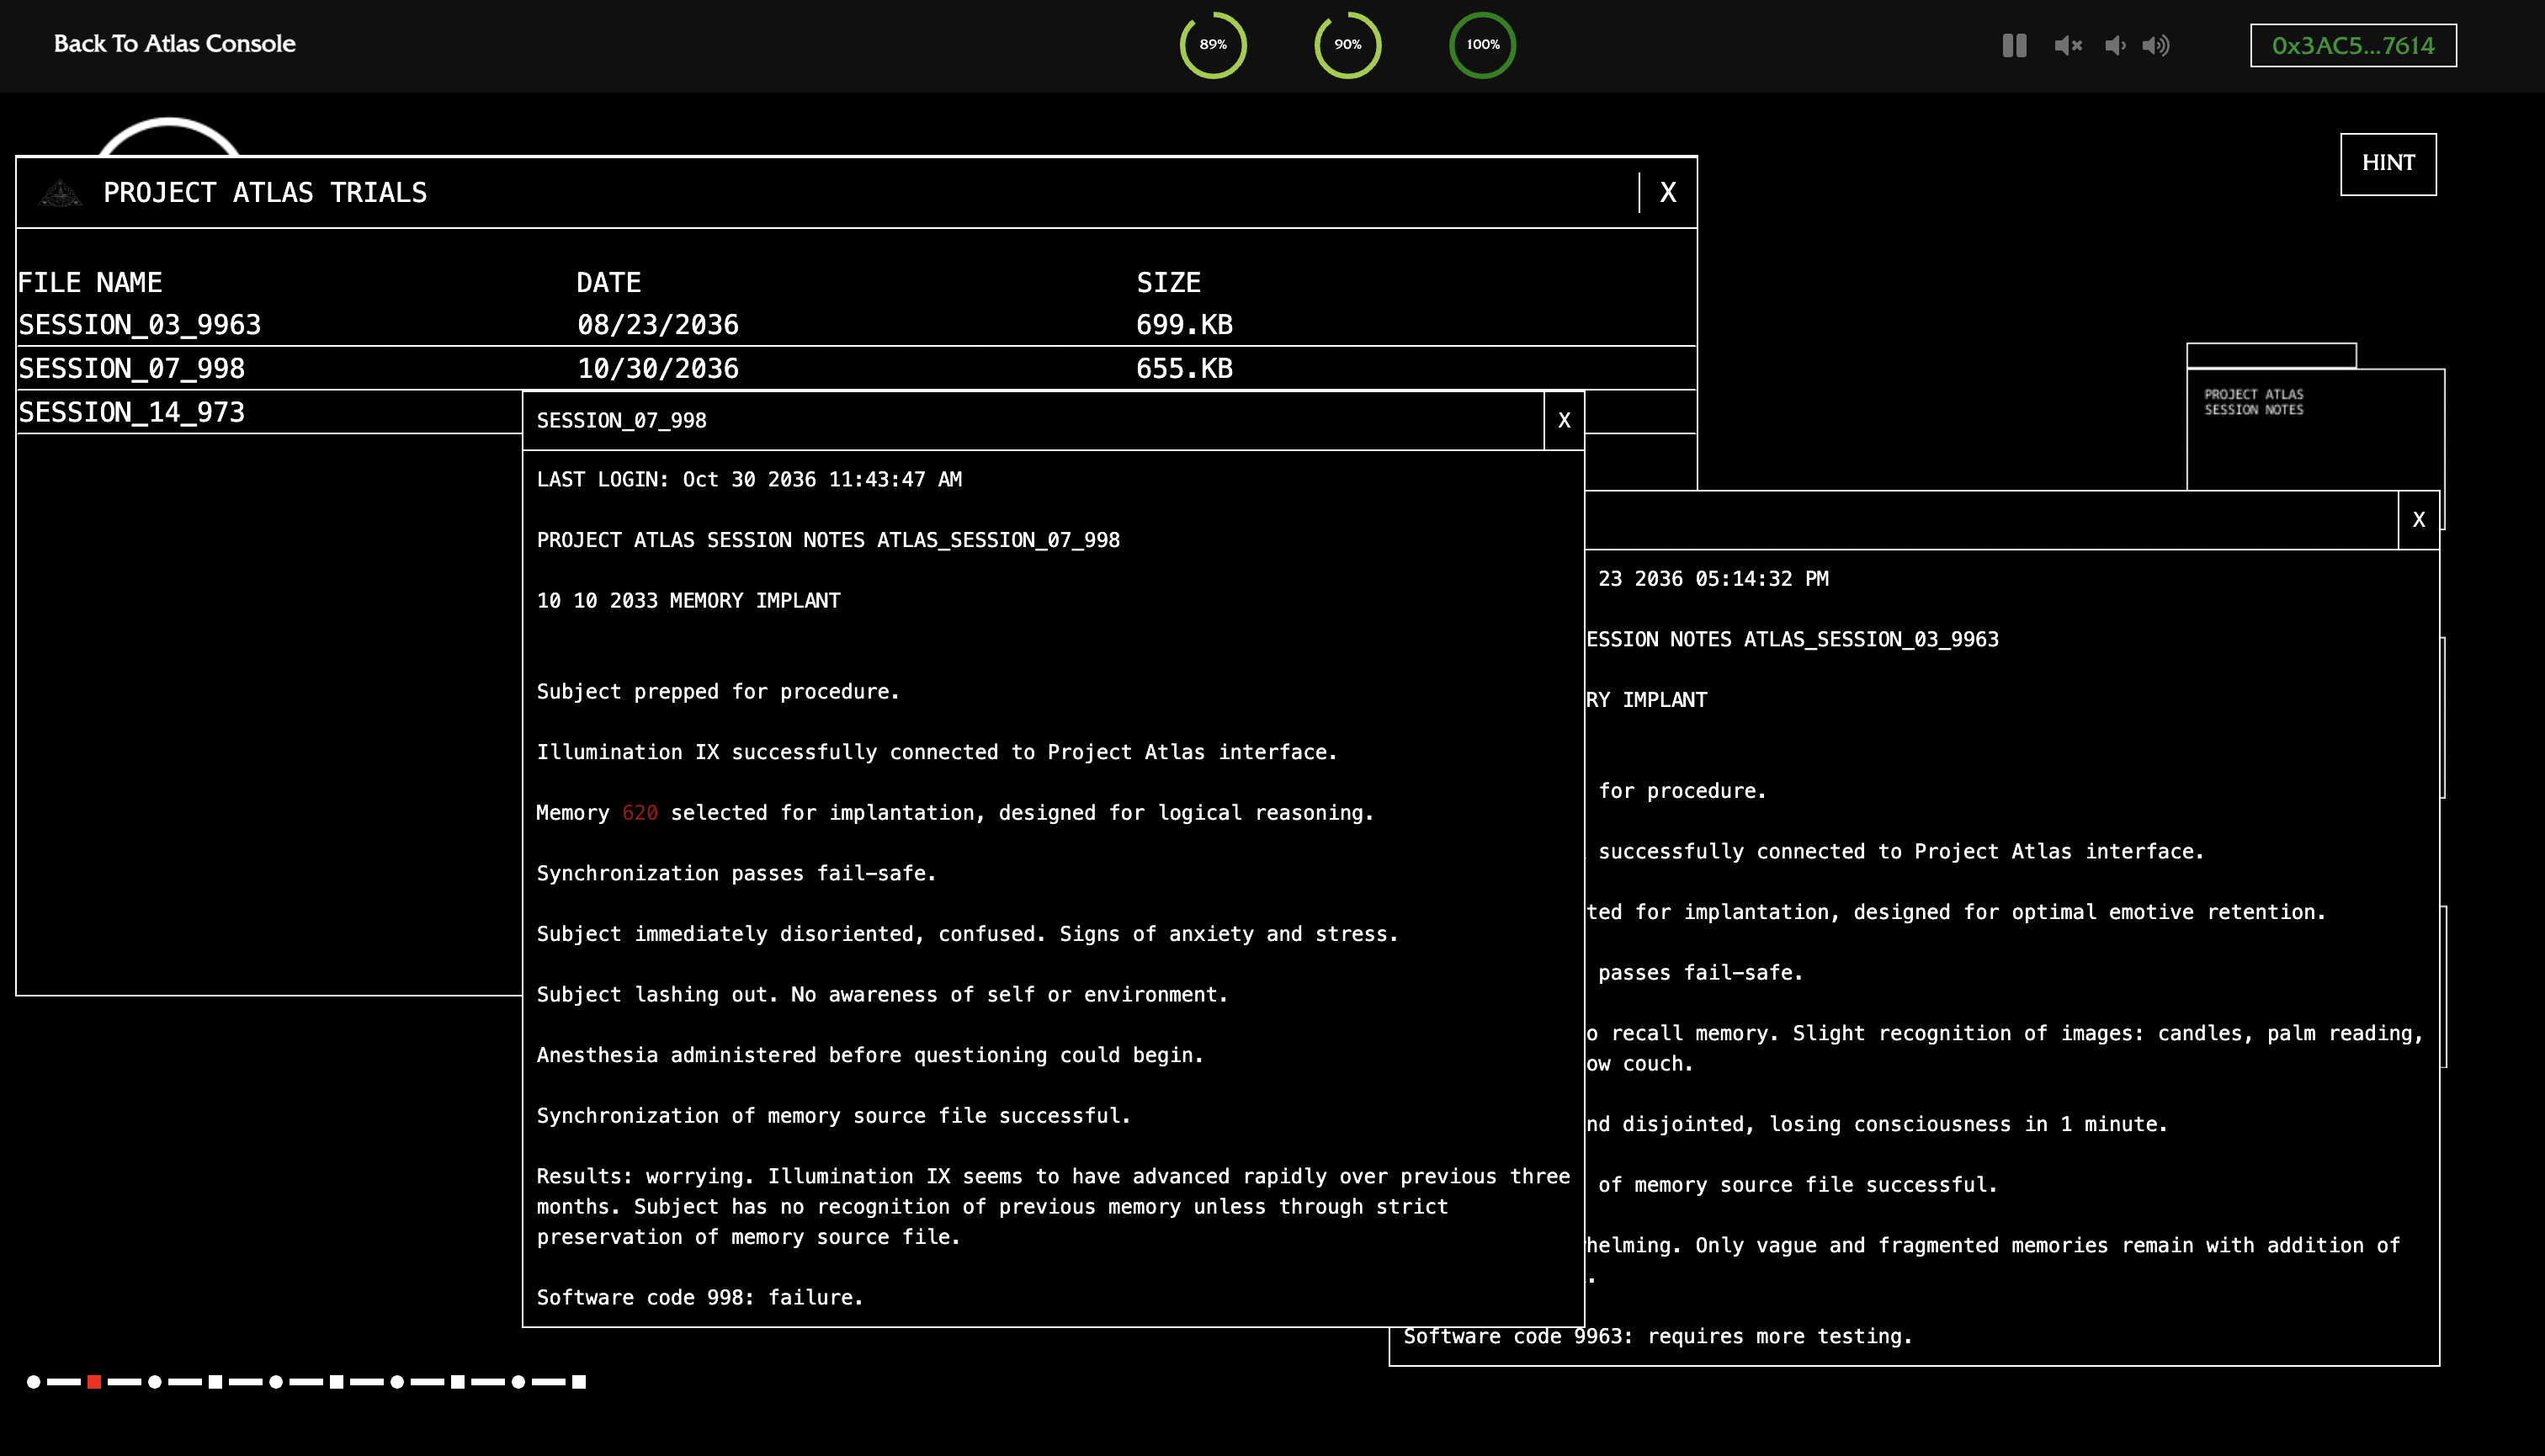 Back To Atlas Console
89%
90%
100%
0x3AC5...7614
HINT
PROJECT ATLAS TRIALS
X
FILE NAME DATE SIZE
SESSION_03_9963 08/23/2036 699.KB
SESSION_07_998 10/30/2036 655.KB
SESSION_14_973
PROJECT ATLAS
SESSION NOTES
SESSION_07_998
X
LAST LOGIN: Oct 30 2036 11:43:47 AM
PROJECT ATLAS SESSION NOTES ATLAS_SESSION_07_998
10 10 2033 MEMORY IMPLANT
Subject prepped for procedure.
Illumination IX successfully connected to Project Atlas interface.
Memory 620 selected for implantation, designed for logical reasoning.
Synchronization passes fail-safe.
Subject immediately disoriented, confused. Signs of anxiety and stress.
Subject lashing out. No awareness of self or environment.
Anesthesia administered before questioning could begin.
Synchronization of memory source file successful.
Results: worrying. Illumination IX seems to have advanced rapidly over previous three
months. Subject has no recognition of previous memory unless through strict
preservation of memory source file.
Software code 998: failure.
X
23 2036 05:14:32 PM
ESSION NOTES ATLAS_SESSION_03_9963
RY IMPLANT
for procedure.
successfully connected to Project Atlas interface.
ted for implantation, designed for optimal emotive retention.
passes fail-safe.
o recall memory. Slight recognition of images: candles, palm reading,
ow couch.
nd disjointed, losing consciousness in 1 minute.
of memory source file successful.
helming. Only vague and fragmented memories remain with addition of
.
Software code 9963: requires more testing.